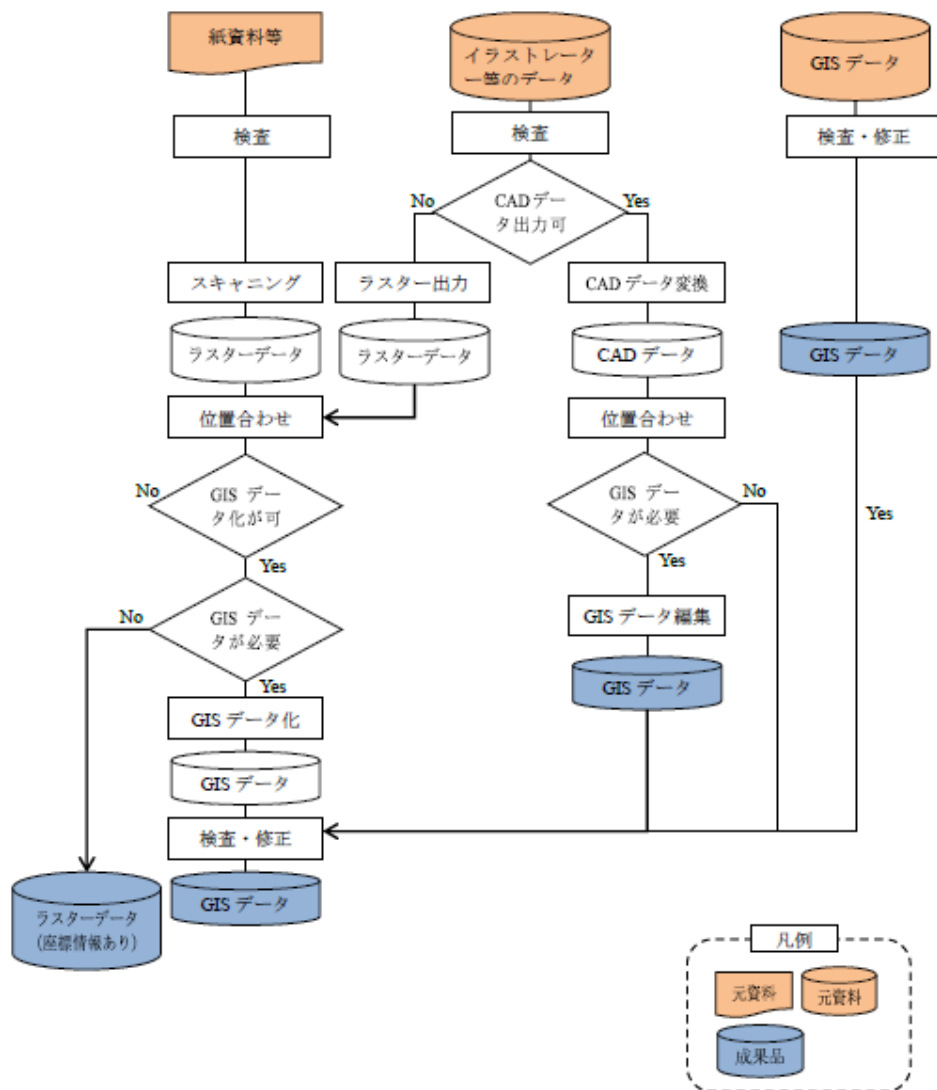 紙資料等
イラストレータ
ー等のデータ
GIS データ
検査
検査
検査・修正
No
CADデー
タ出力可
Yes
スキャニング
ラスター出力
CADデータ変換
ラスターデータ
ラスターデータ
CAD データ
GIS データ
位置合わせ
位置合わせ
No
GIS デー
タ化が可
Yes
GIS デー
タが必要
No
Yes
Yes
No
GIS デー
タが必要
Yes
GIS データ編集
GIS データ
GIS データ化
GIS データ
検査・修正
GIS データ
ラスターデータ
(座標情報あり)
凡例
元資料
元資料
成果品